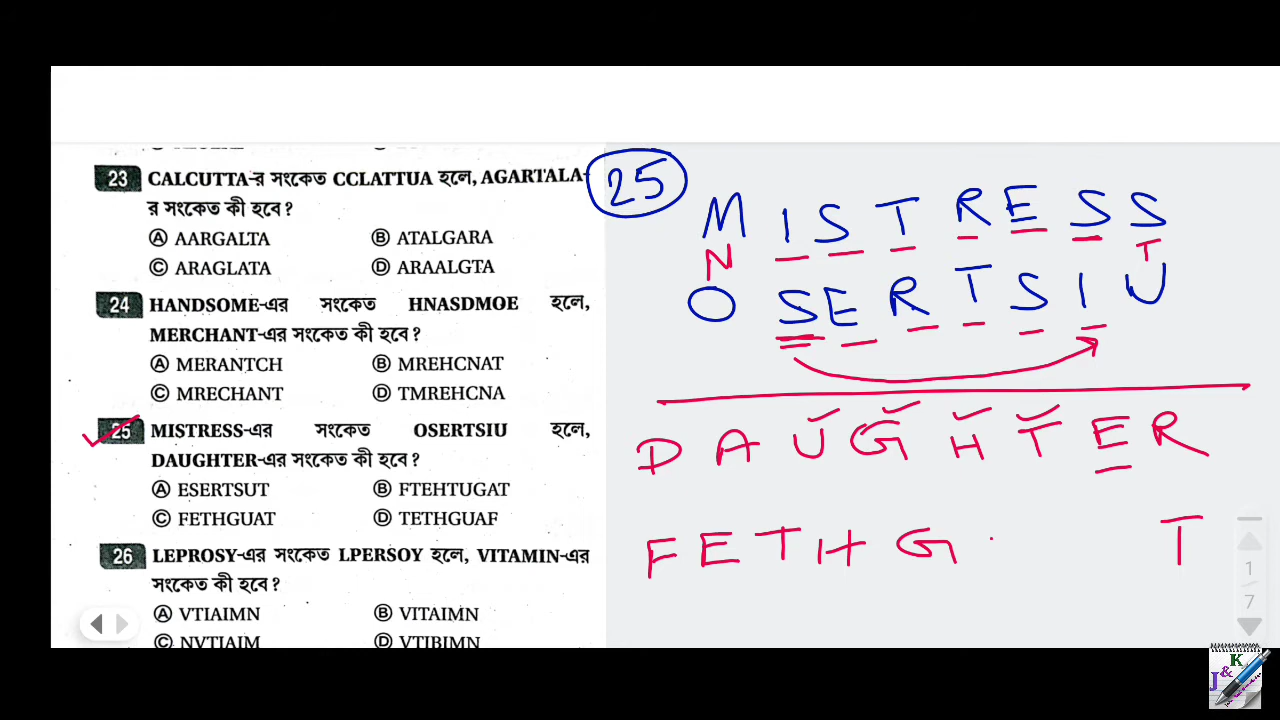 23 CALCUTTA-র সংকেত CCLATTUA হলে, AGARTALA-
র সংকেত কী হবে?
Ⓐ AARGALTA Ⓑ ATALGARA
Ⓒ ARAGLATA Ⓓ ARAALGTA
24 HANDSOME-এর সংকেত HNASDMOE হলে,
MERCHANT-এর সংকেত কী হবে?
Ⓐ MERANTCH Ⓑ MREHCNAT
Ⓒ MRECHANT Ⓓ TMREHCNA
25 MISTRESS-এর সংকেত OSERTSIU হলে,
DAUGHTER-এর সংকেত কী হবে?
Ⓐ ESERTSUT Ⓑ FTEHTUGAT
Ⓒ FETHGUAT Ⓓ TETHGUAF
26 LEPROSY-এর সংকেত LPERSOY হলে, VITAMIN-এর
সংকেত কী হবে?
Ⓐ VTIAIMN Ⓑ VITAIMN
Ⓒ NVTIAIM Ⓓ VTIBIMN
25
M I S T R E S S
N T
O S E R T S I U
D A U G H T E R
F E T H G T
1
7
J & K